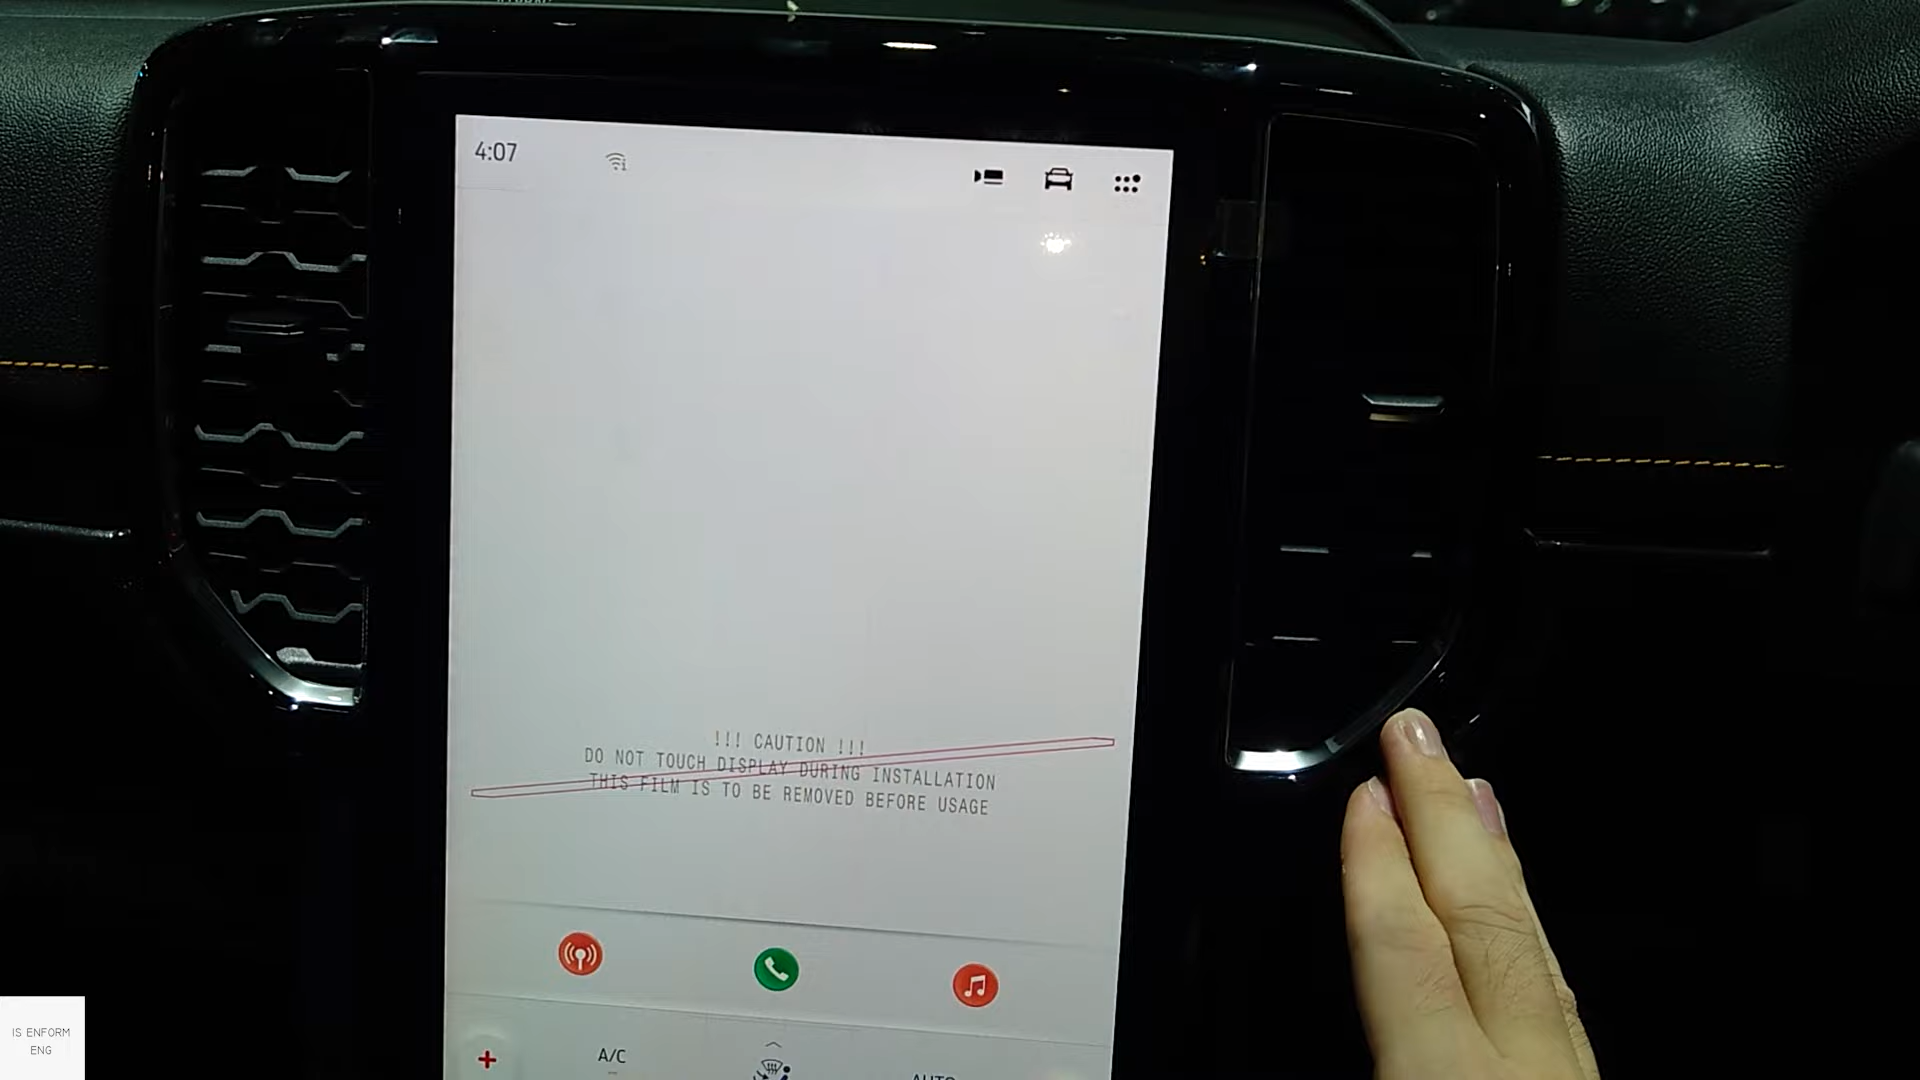 4:07
!!! CAUTION !!!
DO NOT TOUCH DISPLAY DURING INSTALLATION
THIS FILM IS TO BE REMOVED BEFORE USAGE
A/C
AUTO
IS ENFORM
ENG